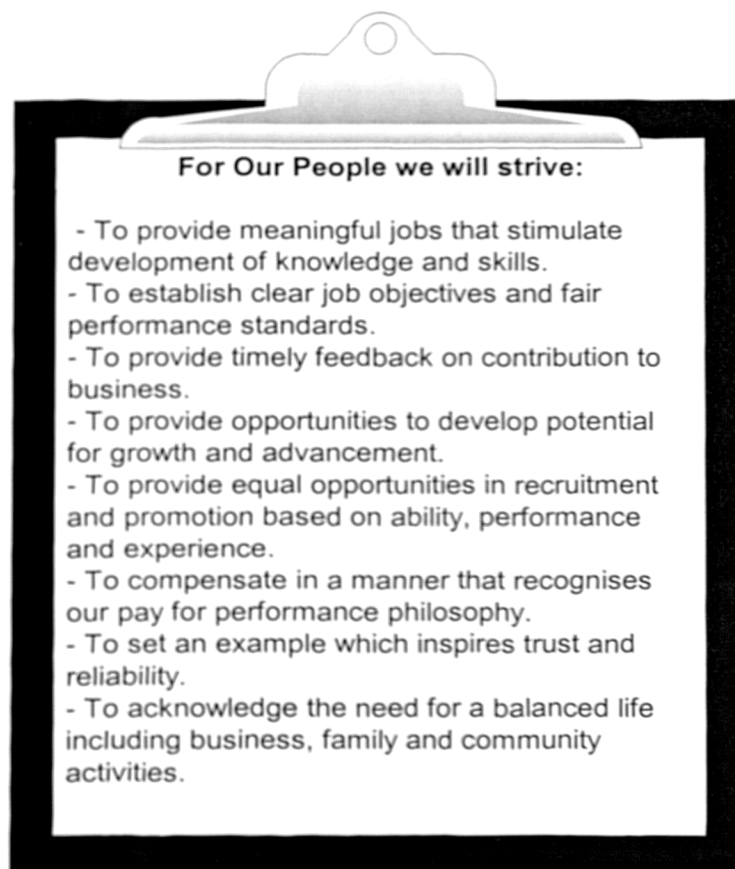 For Our People we will strive:
- To provide meaningful jobs that stimulate
development of knowledge and skills.
- To establish clear job objectives and fair
performance standards.
- To provide timely feedback on contribution to
business.
- To provide opportunities to develop potential
for growth and advancement.
- To provide equal opportunities in recruitment
and promotion based on ability, performance
and experience.
- To compensate in a manner that recognises
our pay for performance philosophy.
- To set an example which inspires trust and
reliability.
- To acknowledge the need for a balanced life
including business, family and community
activities.